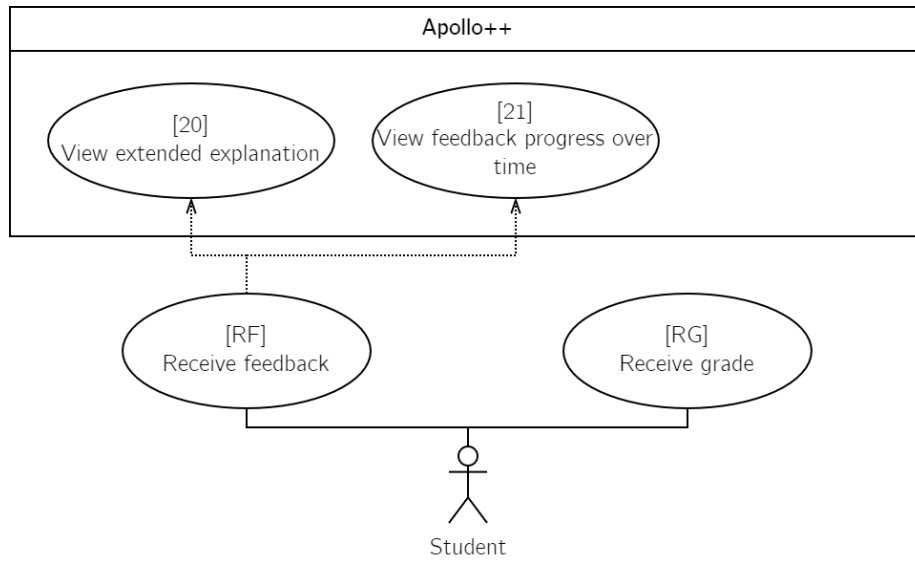 Apollo++
[20]
View extended explanation
[21]
View feedback progress over
time
[RF]
Receive feedback
[RG]
Receive grade
Student